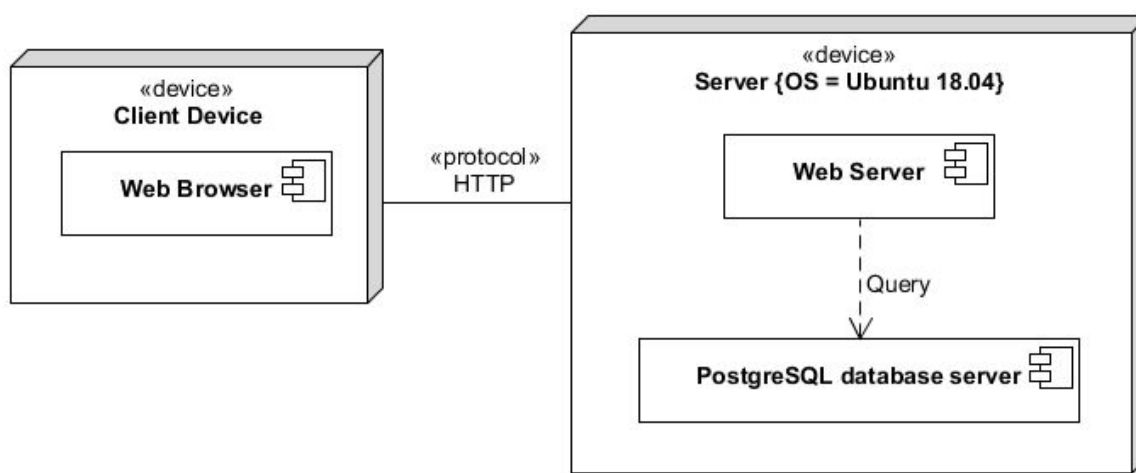 «device»
Client Device
Web Browser
«protocol»
HTTP
«device»
Server {OS = Ubuntu 18.04}
Web Server
Query
PostgreSQL database server